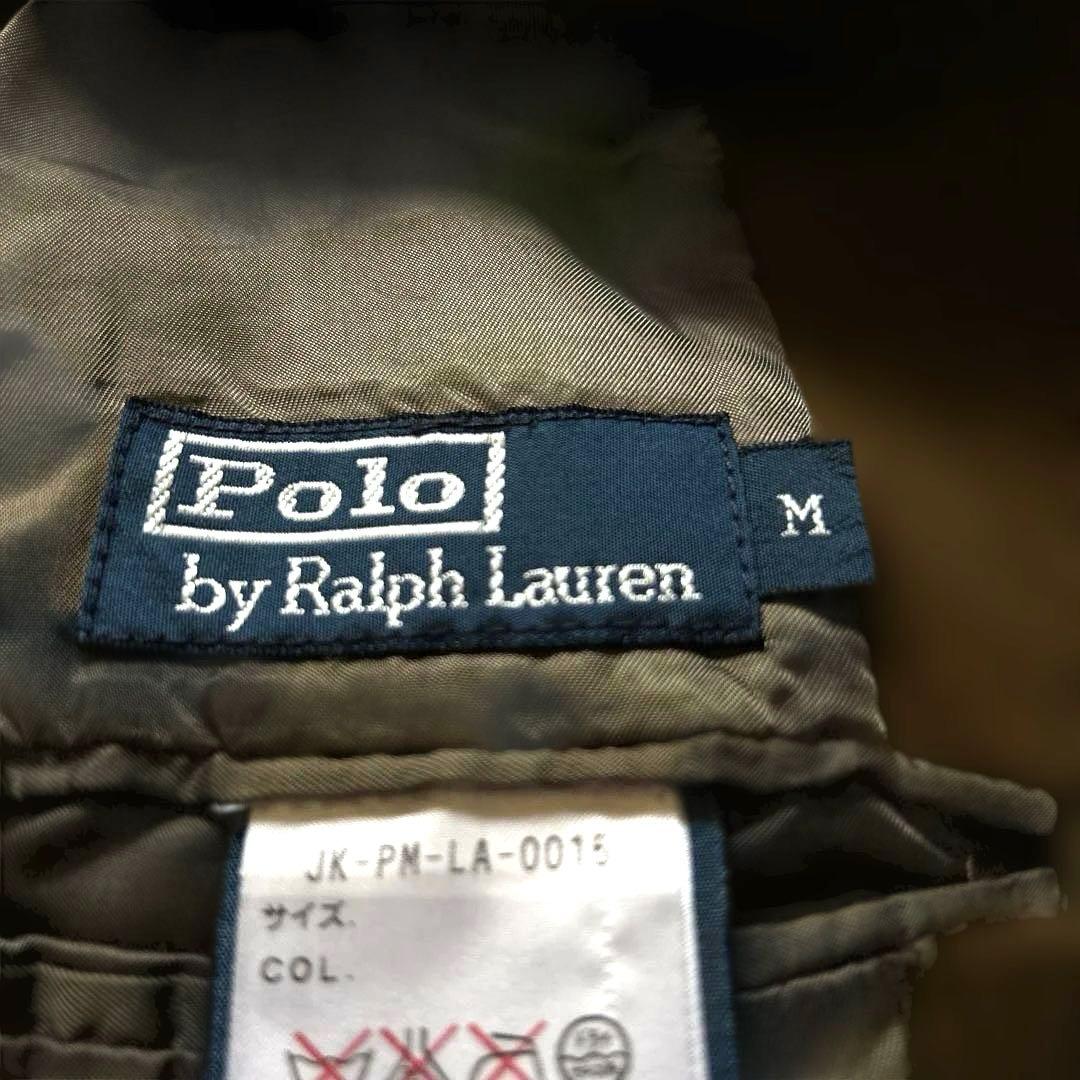 Polo
by Ralph Lauren
M
JK-PM-LA-0015
サイズ.
COL.